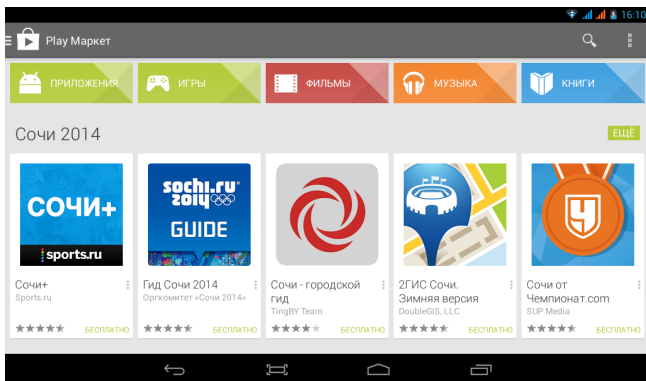 16:10
Play Маркет
ПРИЛОЖЕНИЯ
ИГРЫ
ФИЛЬМЫ
МУЗЫКА
КНИГИ
Сочи 2014
ЕЩЁ
СОЧИ+
sports.ru
sochi.ru
2014
GUIDE
Сочи+
Sports.ru
БЕСПЛАТНО
Гид Сочи 2014
Оргкомитет «Сочи 2014»
БЕСПЛАТНО
Сочи - городской
гид
TingBY Team
БЕСПЛАТНО
2ГИС Сочи.
Зимняя версия
DoubleGIS, LLC
БЕСПЛАТНО
Ч
Сочи от
Чемпионат.com
SUP Media
БЕСПЛАТНО